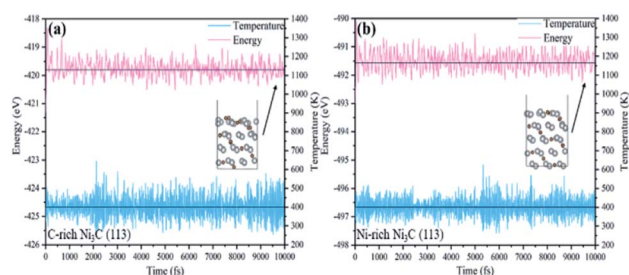 (a)
Temperature
Energy
-418
-419
-420
-421
-422
-423
-424
-425
-426
Energy (eV)
1400
1300
1200
1100
1000
900
800
700
600
500
400
300
200
Temperature (K)
C-rich Ni₃C (113)
0 1000 2000 3000 4000 5000 6000 7000 8000 9000 10000
Time (fs)
(b)
Temperature
Energy
-490
-491
-492
-493
-494
-495
-496
-497
-498
Energy (eV)
1400
1300
1200
1100
1000
900
800
700
600
500
400
300
200
Temperature (K)
Ni-rich Ni₃C (113)
0 1000 2000 3000 4000 5000 6000 7000 8000 9000 10000
Time (fs)